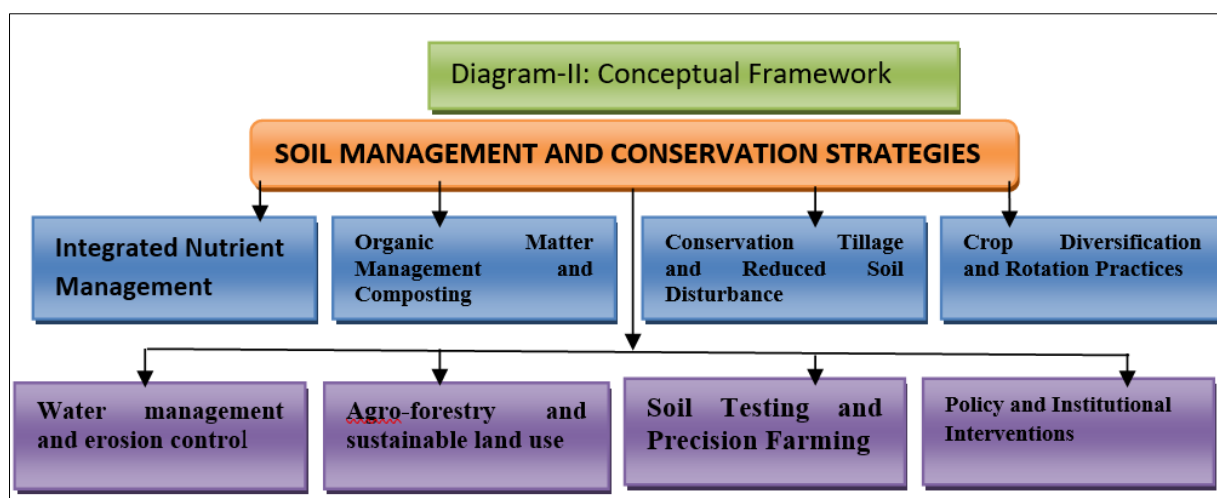 Diagram-II: Conceptual Framework
SOIL MANAGEMENT AND CONSERVATION STRATEGIES
Integrated Nutrient
Management
Organic Matter
Management and
Composting
Conservation Tillage
and Reduced Soil
Disturbance
Crop Diversification
and Rotation Practices
Water management
and erosion control
Agro-forestry and
sustainable land use
Soil Testing and
Precision Farming
Policy and Institutional
Interventions